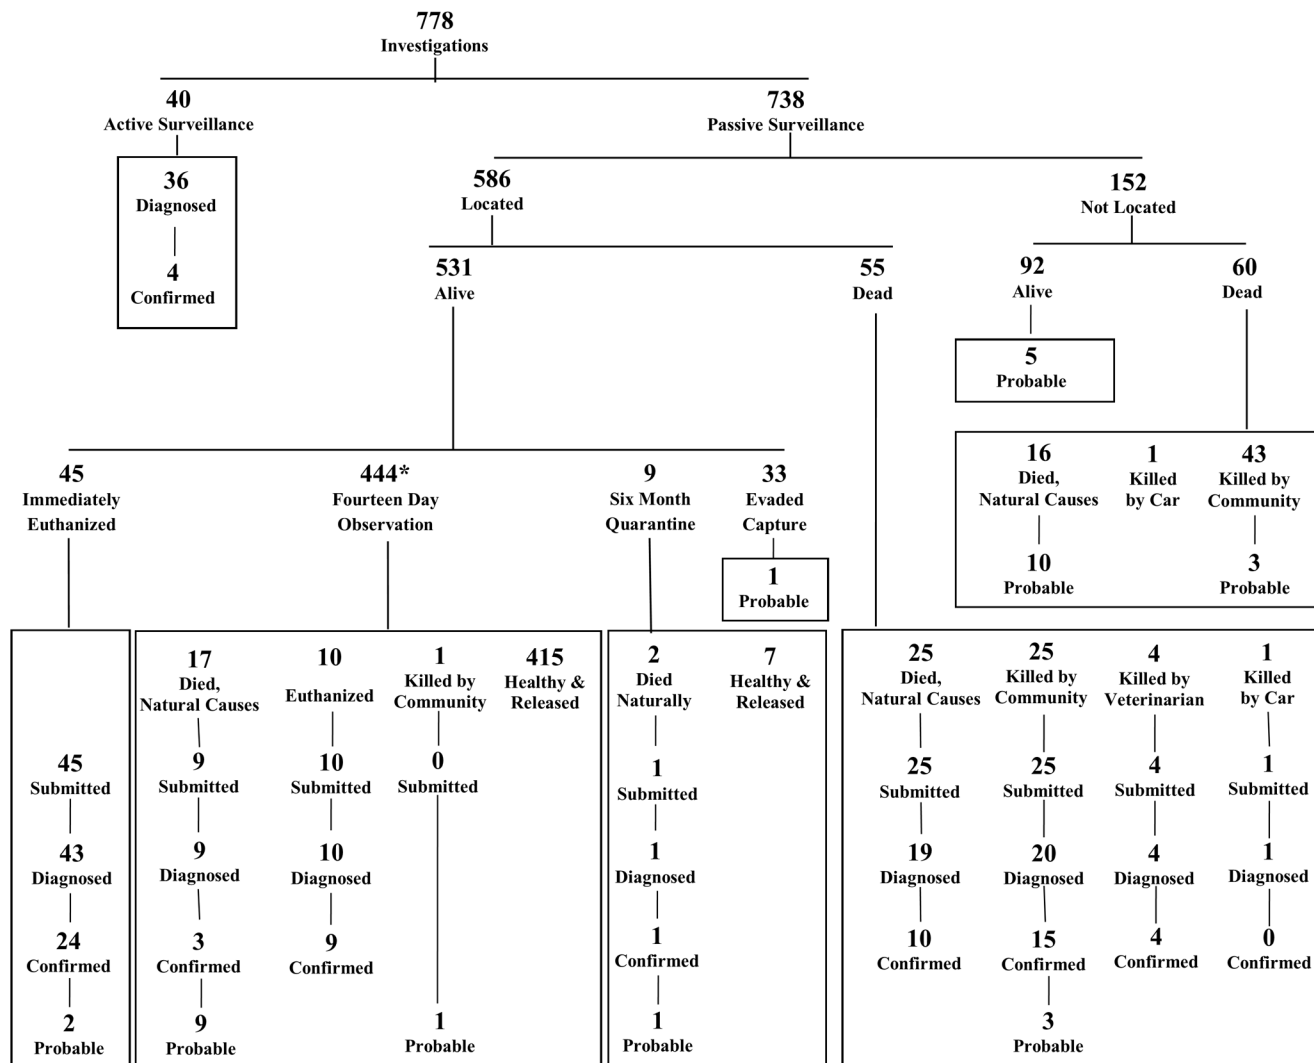 778
Investigations
40
Active Surveillance
738
Passive Surveillance
36
Diagnosed
4
Confirmed
586
Located
152
Not Located
531
Alive
55
Dead
92
Alive
60
Dead
5
Probable
45
Immediately
Euthanized
444*
Fourteen Day
Observation
9
Six Month
Quarantine
33
Evaded
Capture
1
Probable
16
Died,
Natural Causes
10
Probable
1
Killed
by Car
43
Killed by
Community
3
Probable
45
Submitted
43
Diagnosed
24
Confirmed
2
Probable
17
Died,
Natural Causes
9
Submitted
9
Diagnosed
3
Confirmed
9
Probable
10
Euthanized
10
Submitted
10
Diagnosed
9
Confirmed
1
Killed by
Community
0
Submitted
1
Probable
415
Healthy &
Released
2
Died
Naturally
1
Submitted
1
Diagnosed
1
Confirmed
1
Probable
7
Healthy &
Released
25
Died,
Natural Causes
25
Submitted
19
Diagnosed
10
Confirmed
25
Killed by
Community
25
Submitted
20
Diagnosed
15
Confirmed
3
Probable
4
Killed by
Veterinarian
4
Submitted
4
Diagnosed
4
Confirmed
1
Killed
by Car
1
Submitted
1
Diagnosed
0
Confirmed